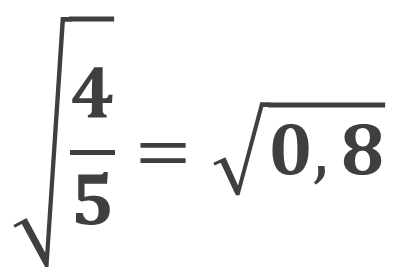 √(4/5) = √0,8